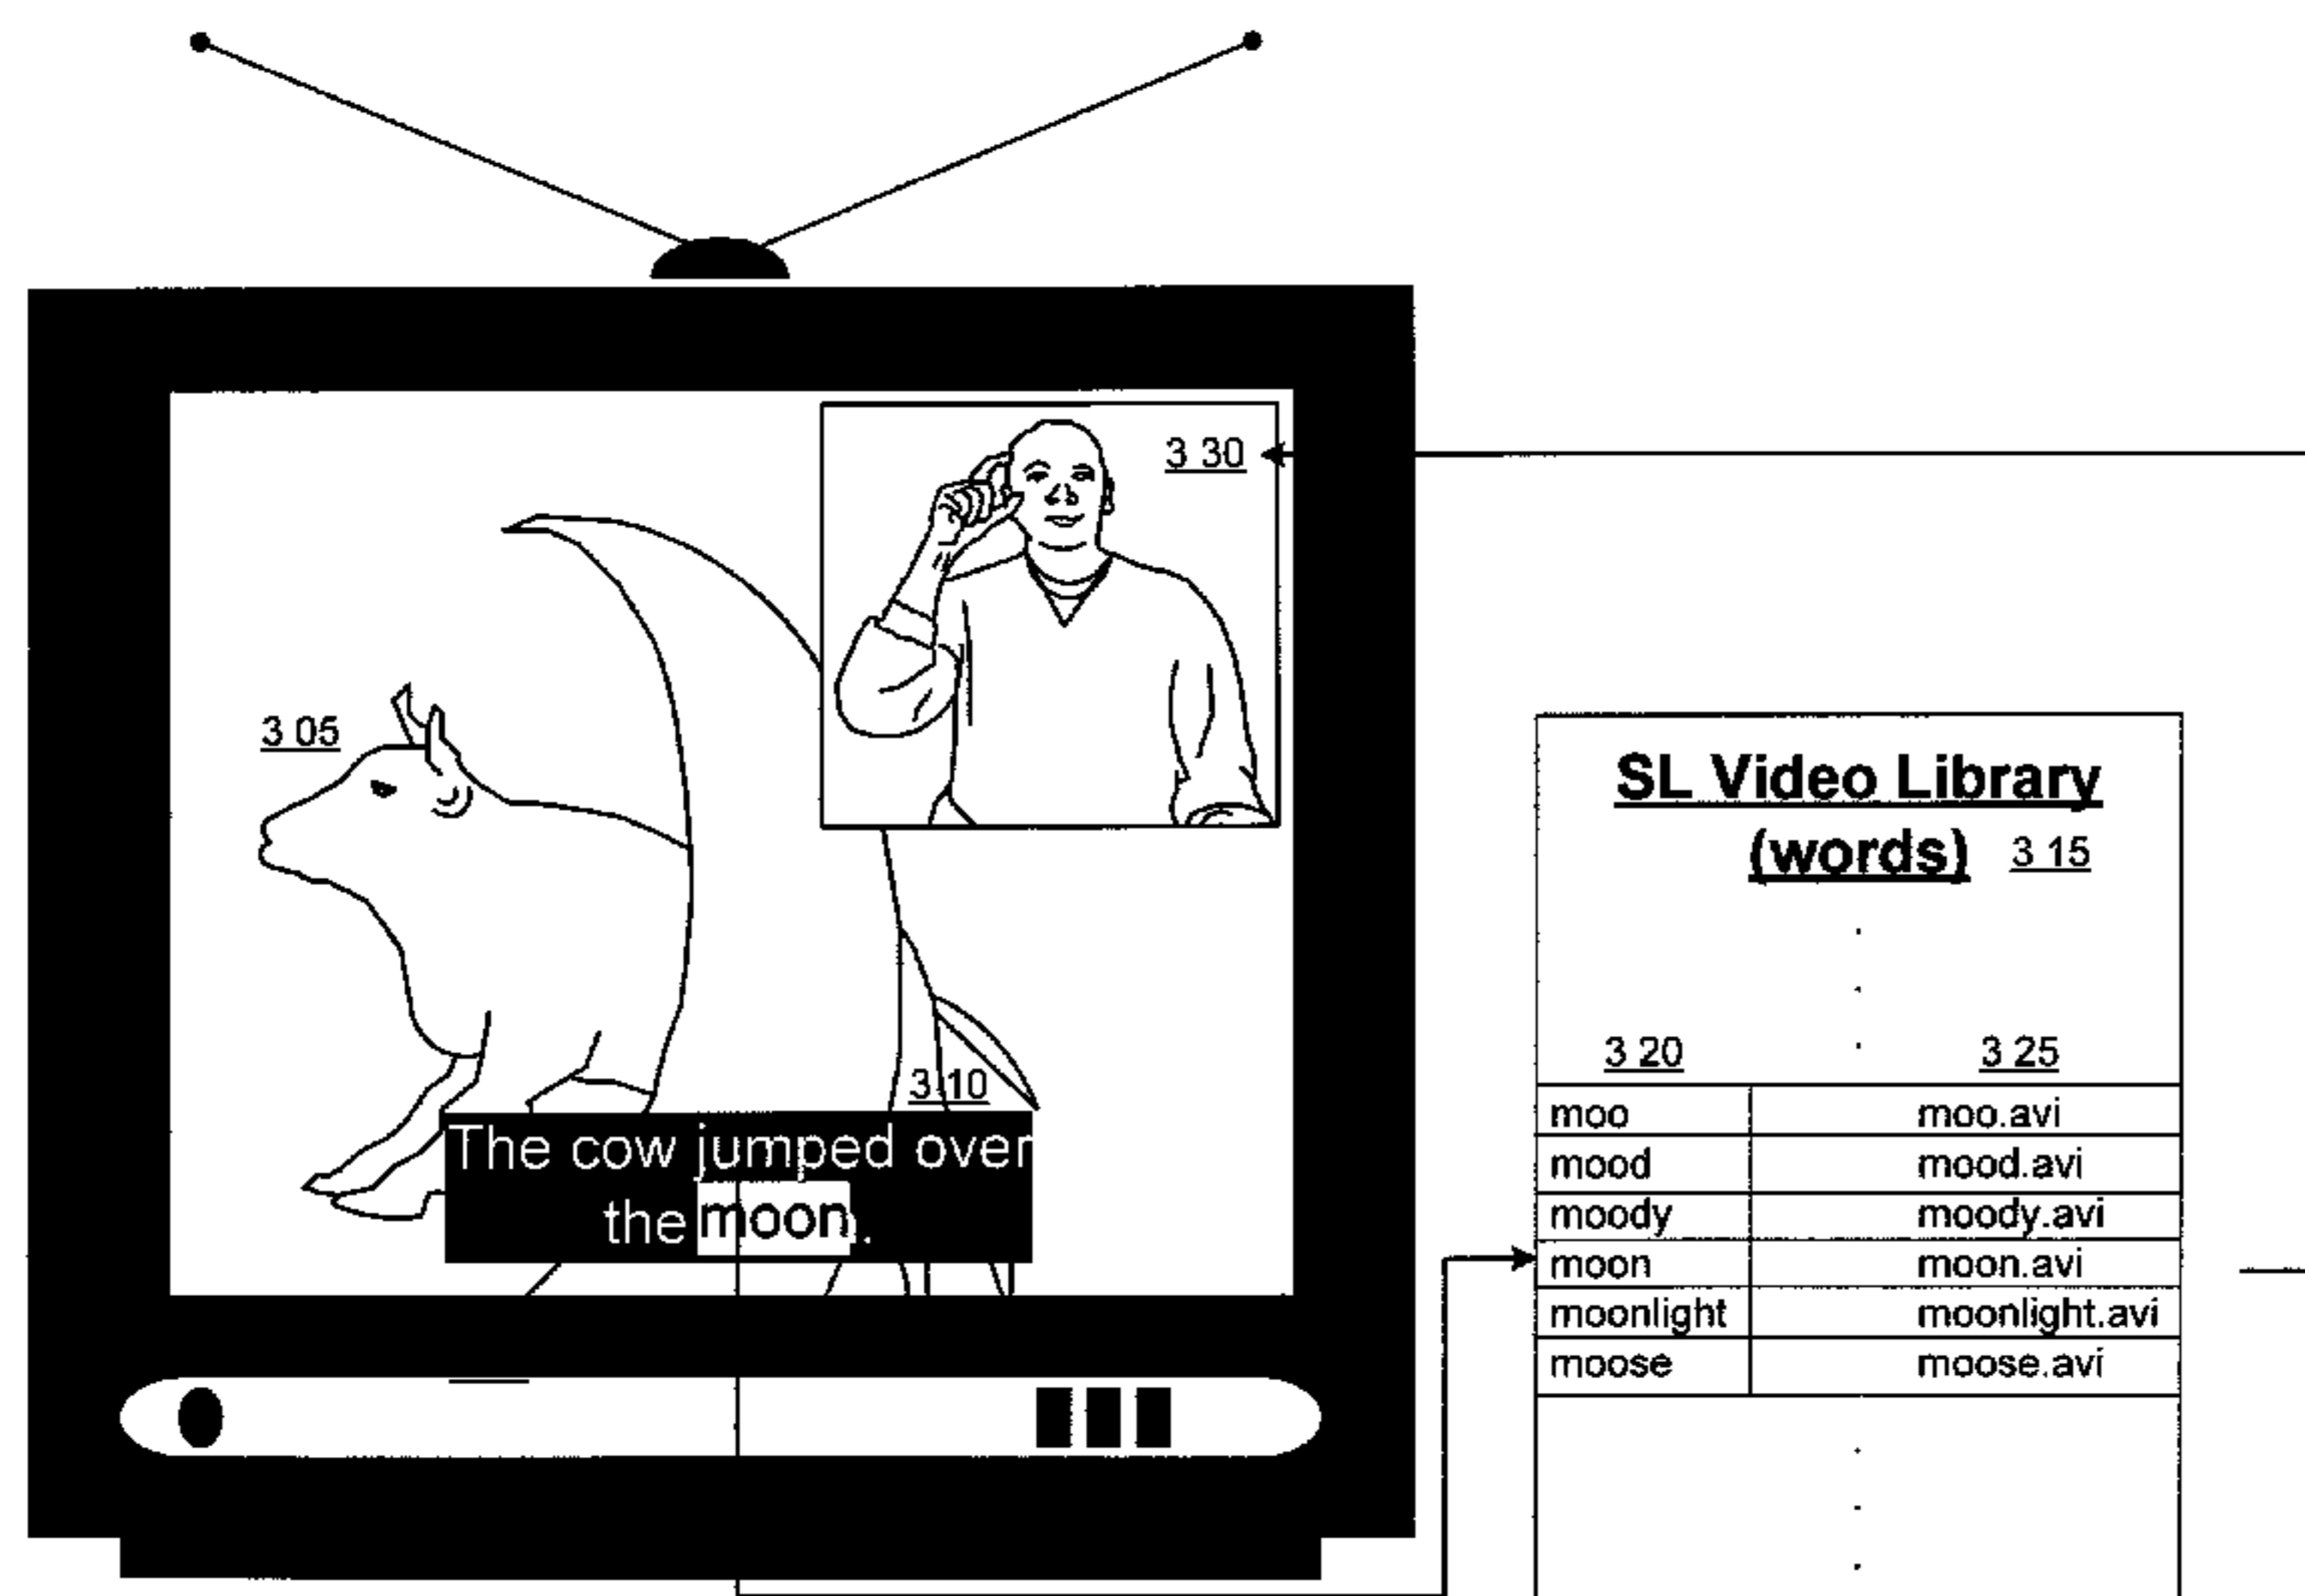 3 30
3 05
3 10
The cow jumped over
the moon.
SL Video Library
(words) 3 15
3 20 3 25
moo moo.avi
mood mood.avi
moody moody.avi
moon moon.avi
moonlight moonlight.avi
moose moose.avi